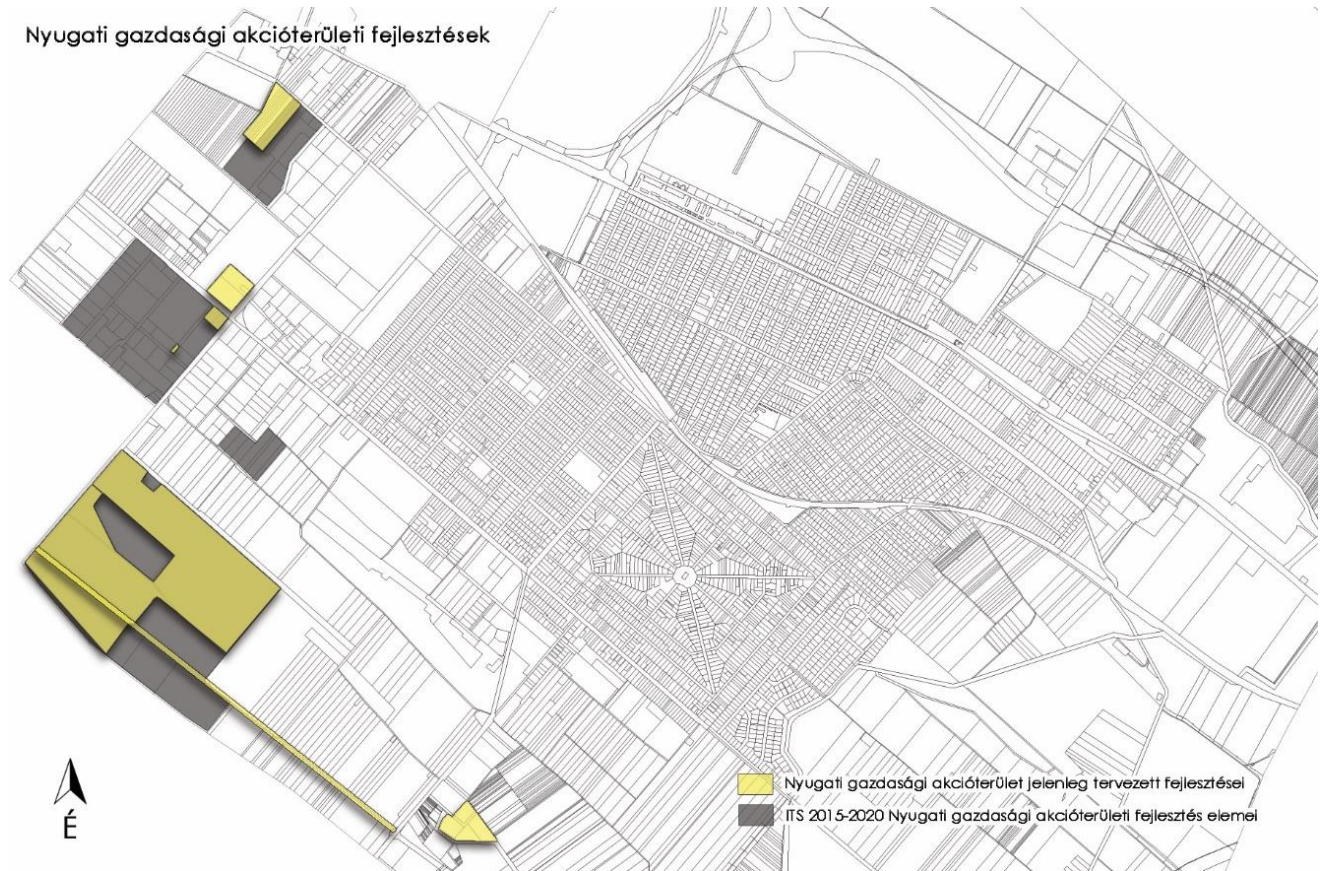 Nyugati gazdasági akcióterületi fejlesztések
Nyugati gazdasági akcióterület jelenleg tervezett fejlesztései
ITS 2015-2020 Nyugati gazdasági akcióterületi fejlesztés elemei
É